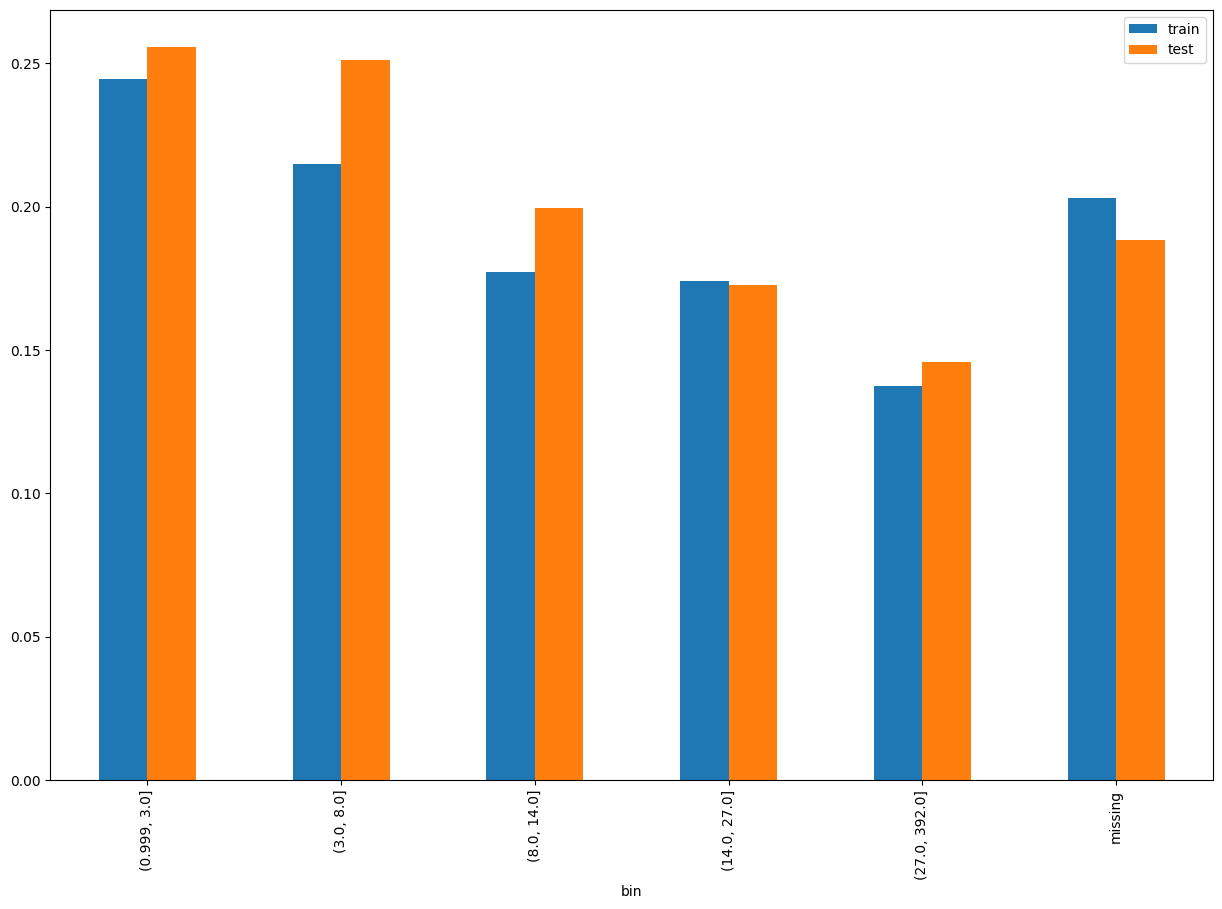 train
test
0.25
0.20
0.15
0.10
0.05
0.00
(0.999, 3.0]
(3.0, 8.0]
(8.0, 14.0]
(14.0, 27.0]
(27.0, 392.0]
missing
bin